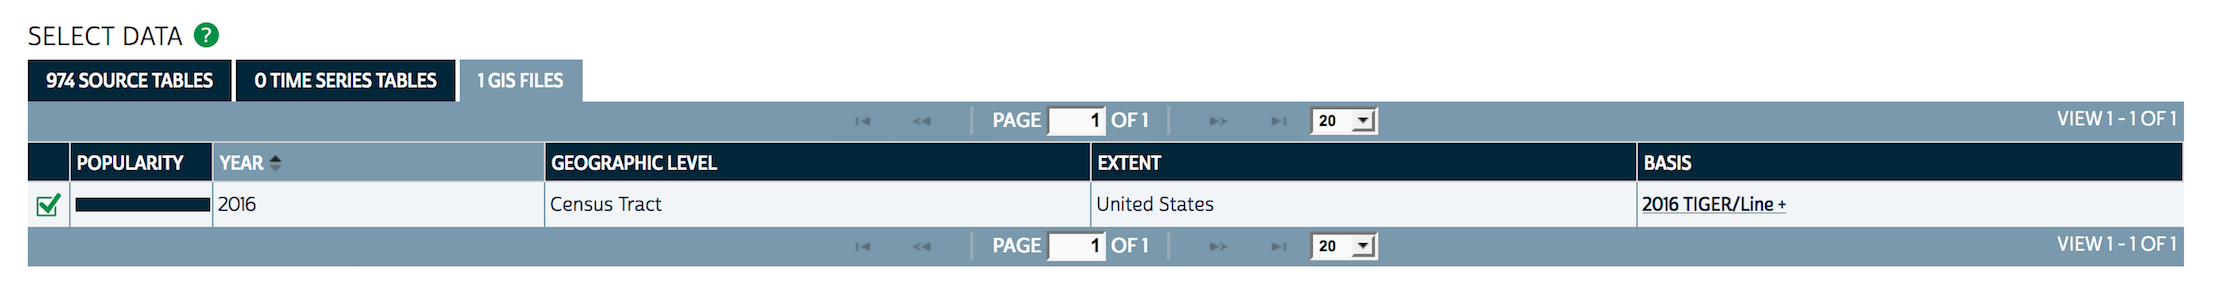 SELECT DATA ?
974 SOURCE TABLES 0 TIME SERIES TABLES 1 GIS FILES
PAGE 1 OF 1 20 VIEW 1 - 1 OF 1
POPULARITY YEAR GEOGRAPHIC LEVEL EXTENT BASIS
2016 Census Tract United States 2016 TIGER/Line +
PAGE 1 OF 1 20 VIEW 1 - 1 OF 1